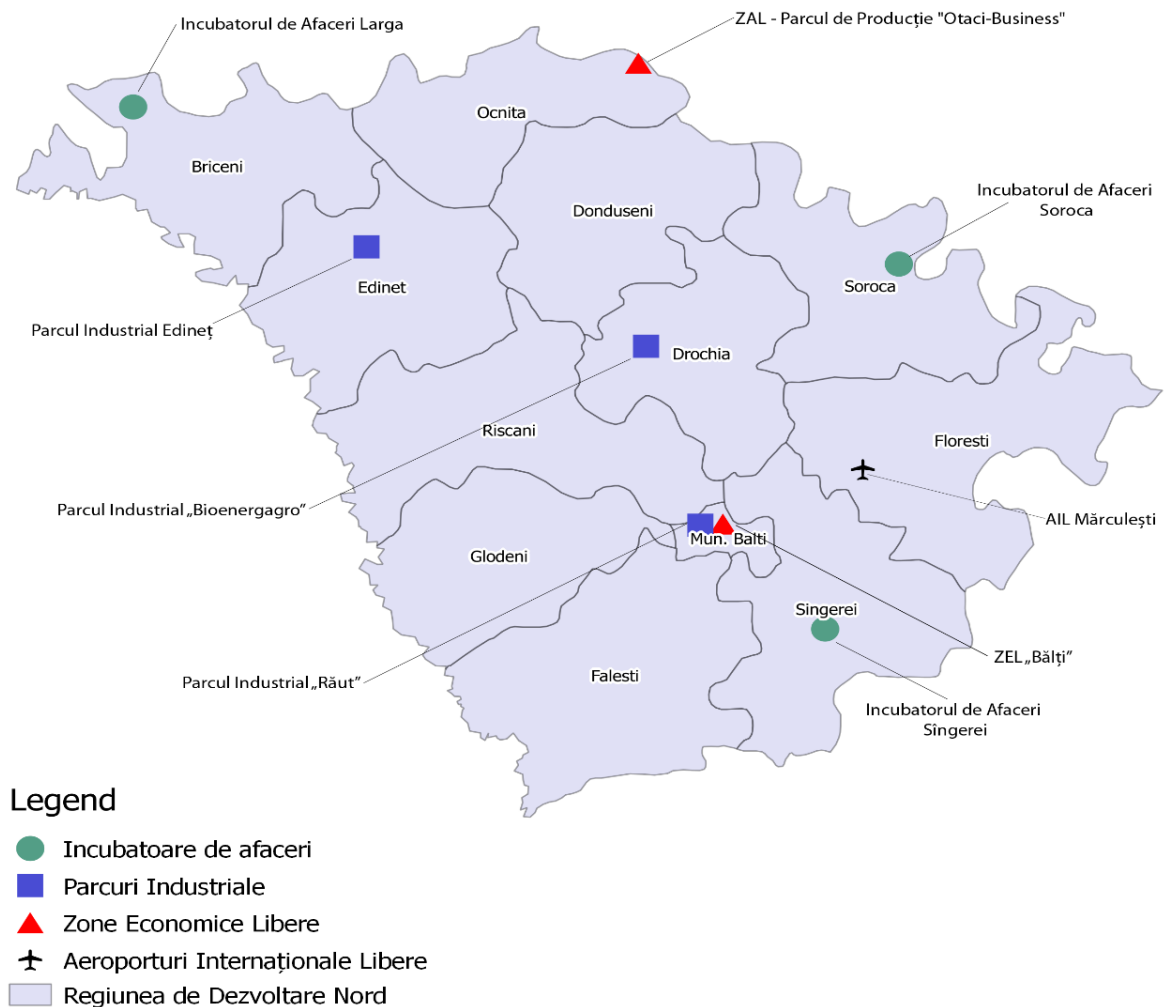 Incubatorul de Afaceri Larga
ZAL - Parcul de Producție "Otaci-Business"
Ocnita
Briceni
Incubatorul de Afaceri
Soroca
Donduseni
Edinet
Soroca
Parcul Industrial Edineț
Drochia
Riscani
Floresti
Parcul Industrial „Bioenergagro”
AIL Mărculești
Mun. Balti
Glodeni
Singerei
ZEL „Bălți”
Falesti
Parcul Industrial „Răut”
Incubatorul de Afaceri
Sîngerei
Legend
Incubatoare de afaceri
Parcuri Industriale
Zone Economice Libere
Aeroporturi Internaționale Libere
Regiunea de Dezvoltare Nord